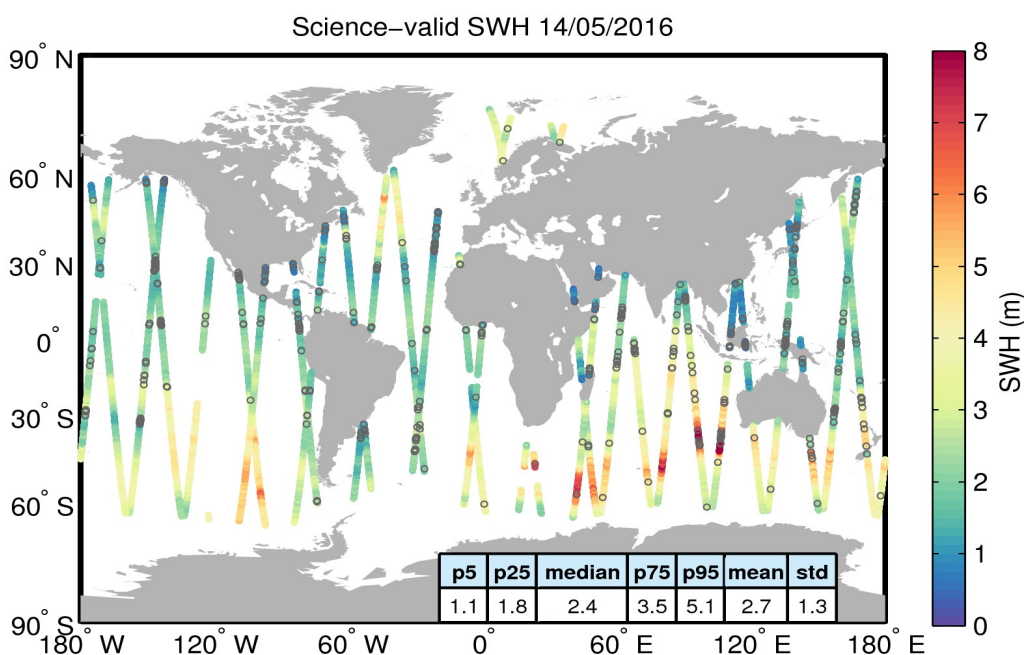 Science−valid SWH 14/05/2016
90° N
60° N
30° N
0°
30° S
60° S
90° S
180° W
120° W
60° W
0°
60° E
120° E
180° E
p5 p25 median p75 p95 mean std
1.1 1.8 2.4 3.5 5.1 2.7 1.3
8
7
6
5
4
3
2
1
0
SWH (m)